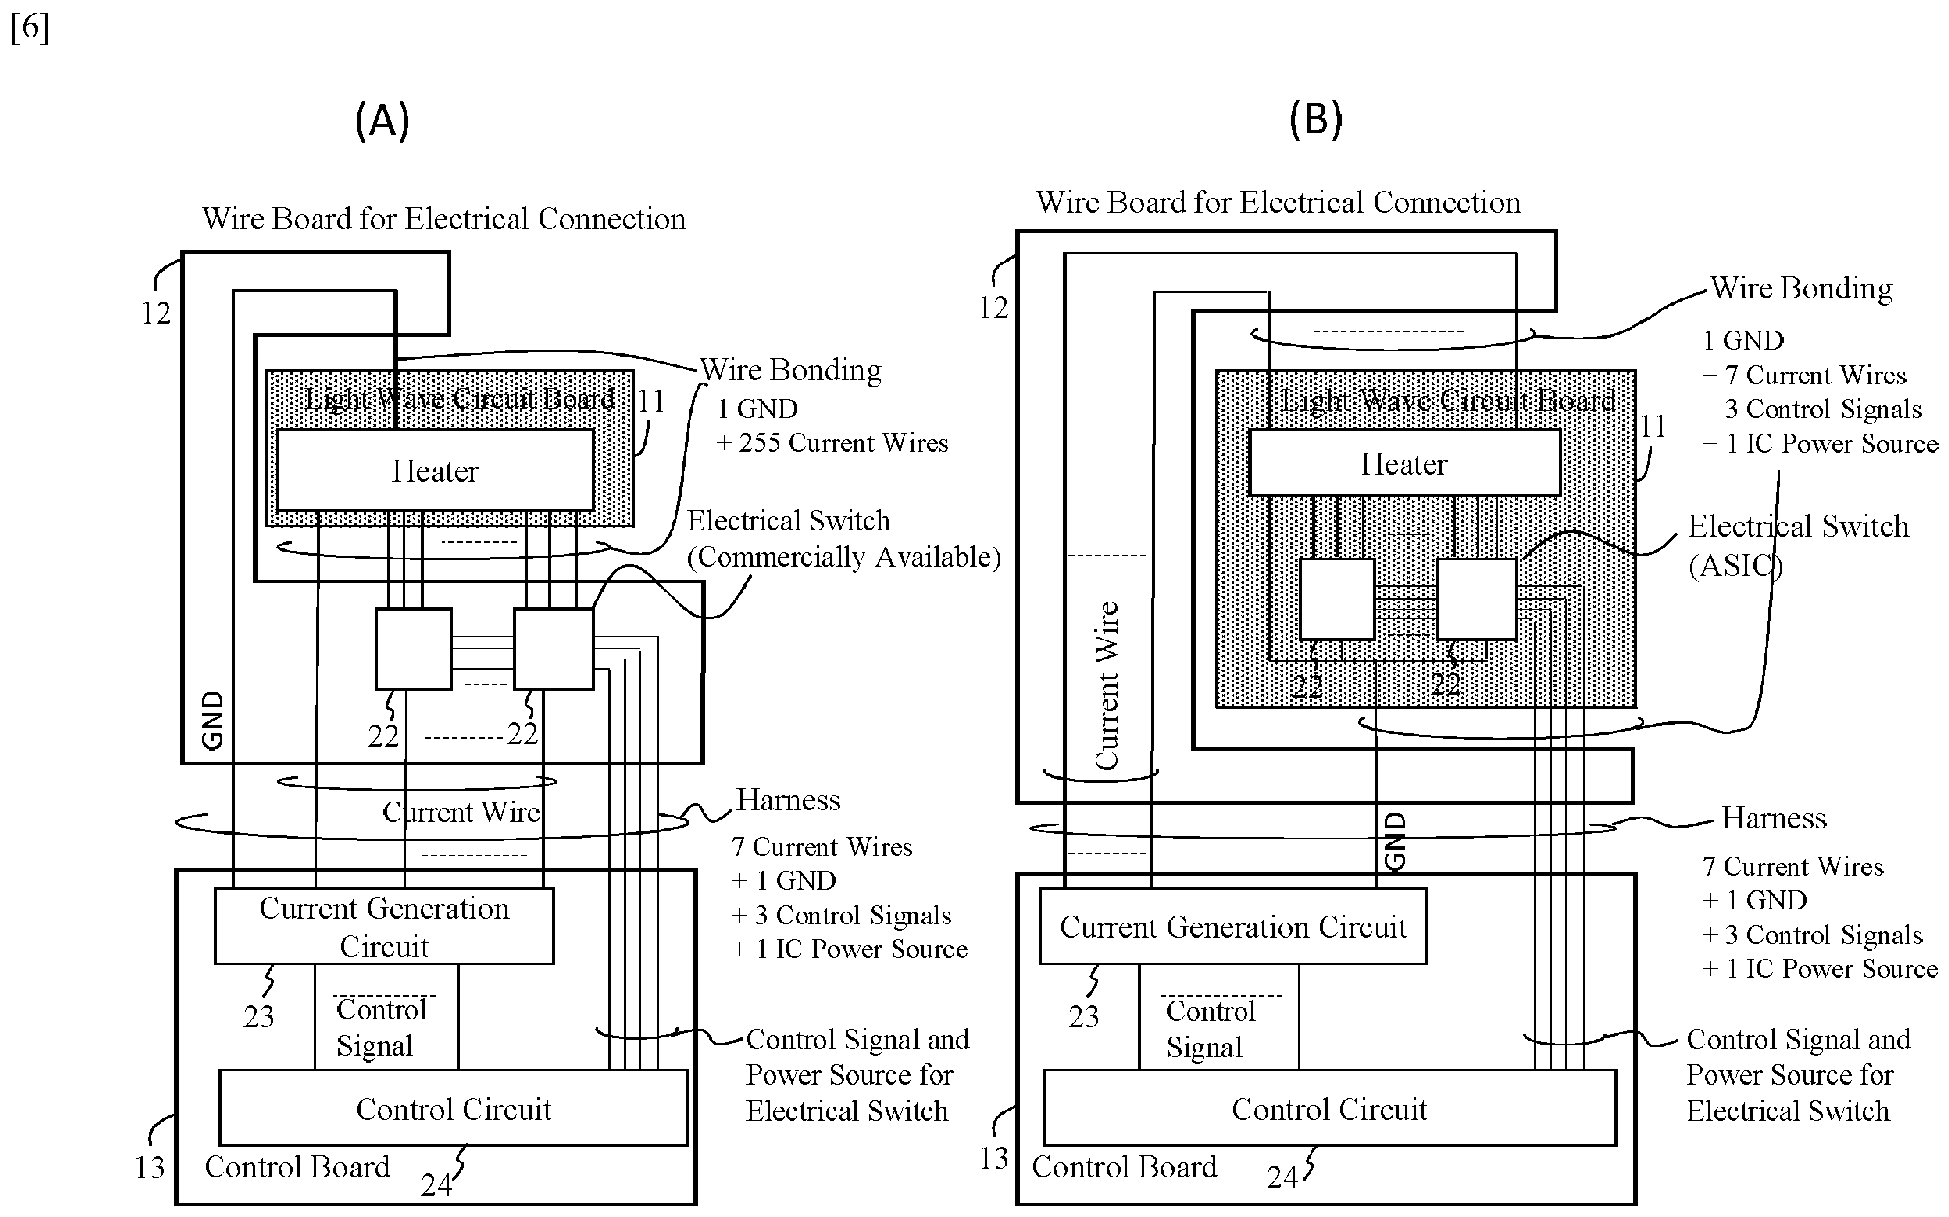 [6]
(A)
Wire Board for Electrical Connection
12
Wire Bonding
1 GND
+ 255 Current Wires
Light Wave Circuit Board
11
Heater
Electrical Switch
(Commercially Available)
22
22
GND
Current Wire
Harness
7 Current Wires
+ 1 GND
+ 3 Control Signals
+ 1 IC Power Source
Current Generation
Circuit
23
Control
Signal
Control Signal and
Power Source for
Electrical Switch
Control Circuit
13
Control Board
24
(B)
Wire Board for Electrical Connection
12
Wire Bonding
1 GND
− 7 Current Wires
3 Control Signals
− 1 IC Power Source
Light Wave Circuit Board
11
Heater
Electrical Switch
(ASIC)
22
22
Current Wire
GND
Harness
7 Current Wires
+ 1 GND
+ 3 Control Signals
+ 1 IC Power Source
Current Generation Circuit
23
Control
Signal
Control Signal and
Power Source for
Electrical Switch
Control Circuit
13
Control Board
24